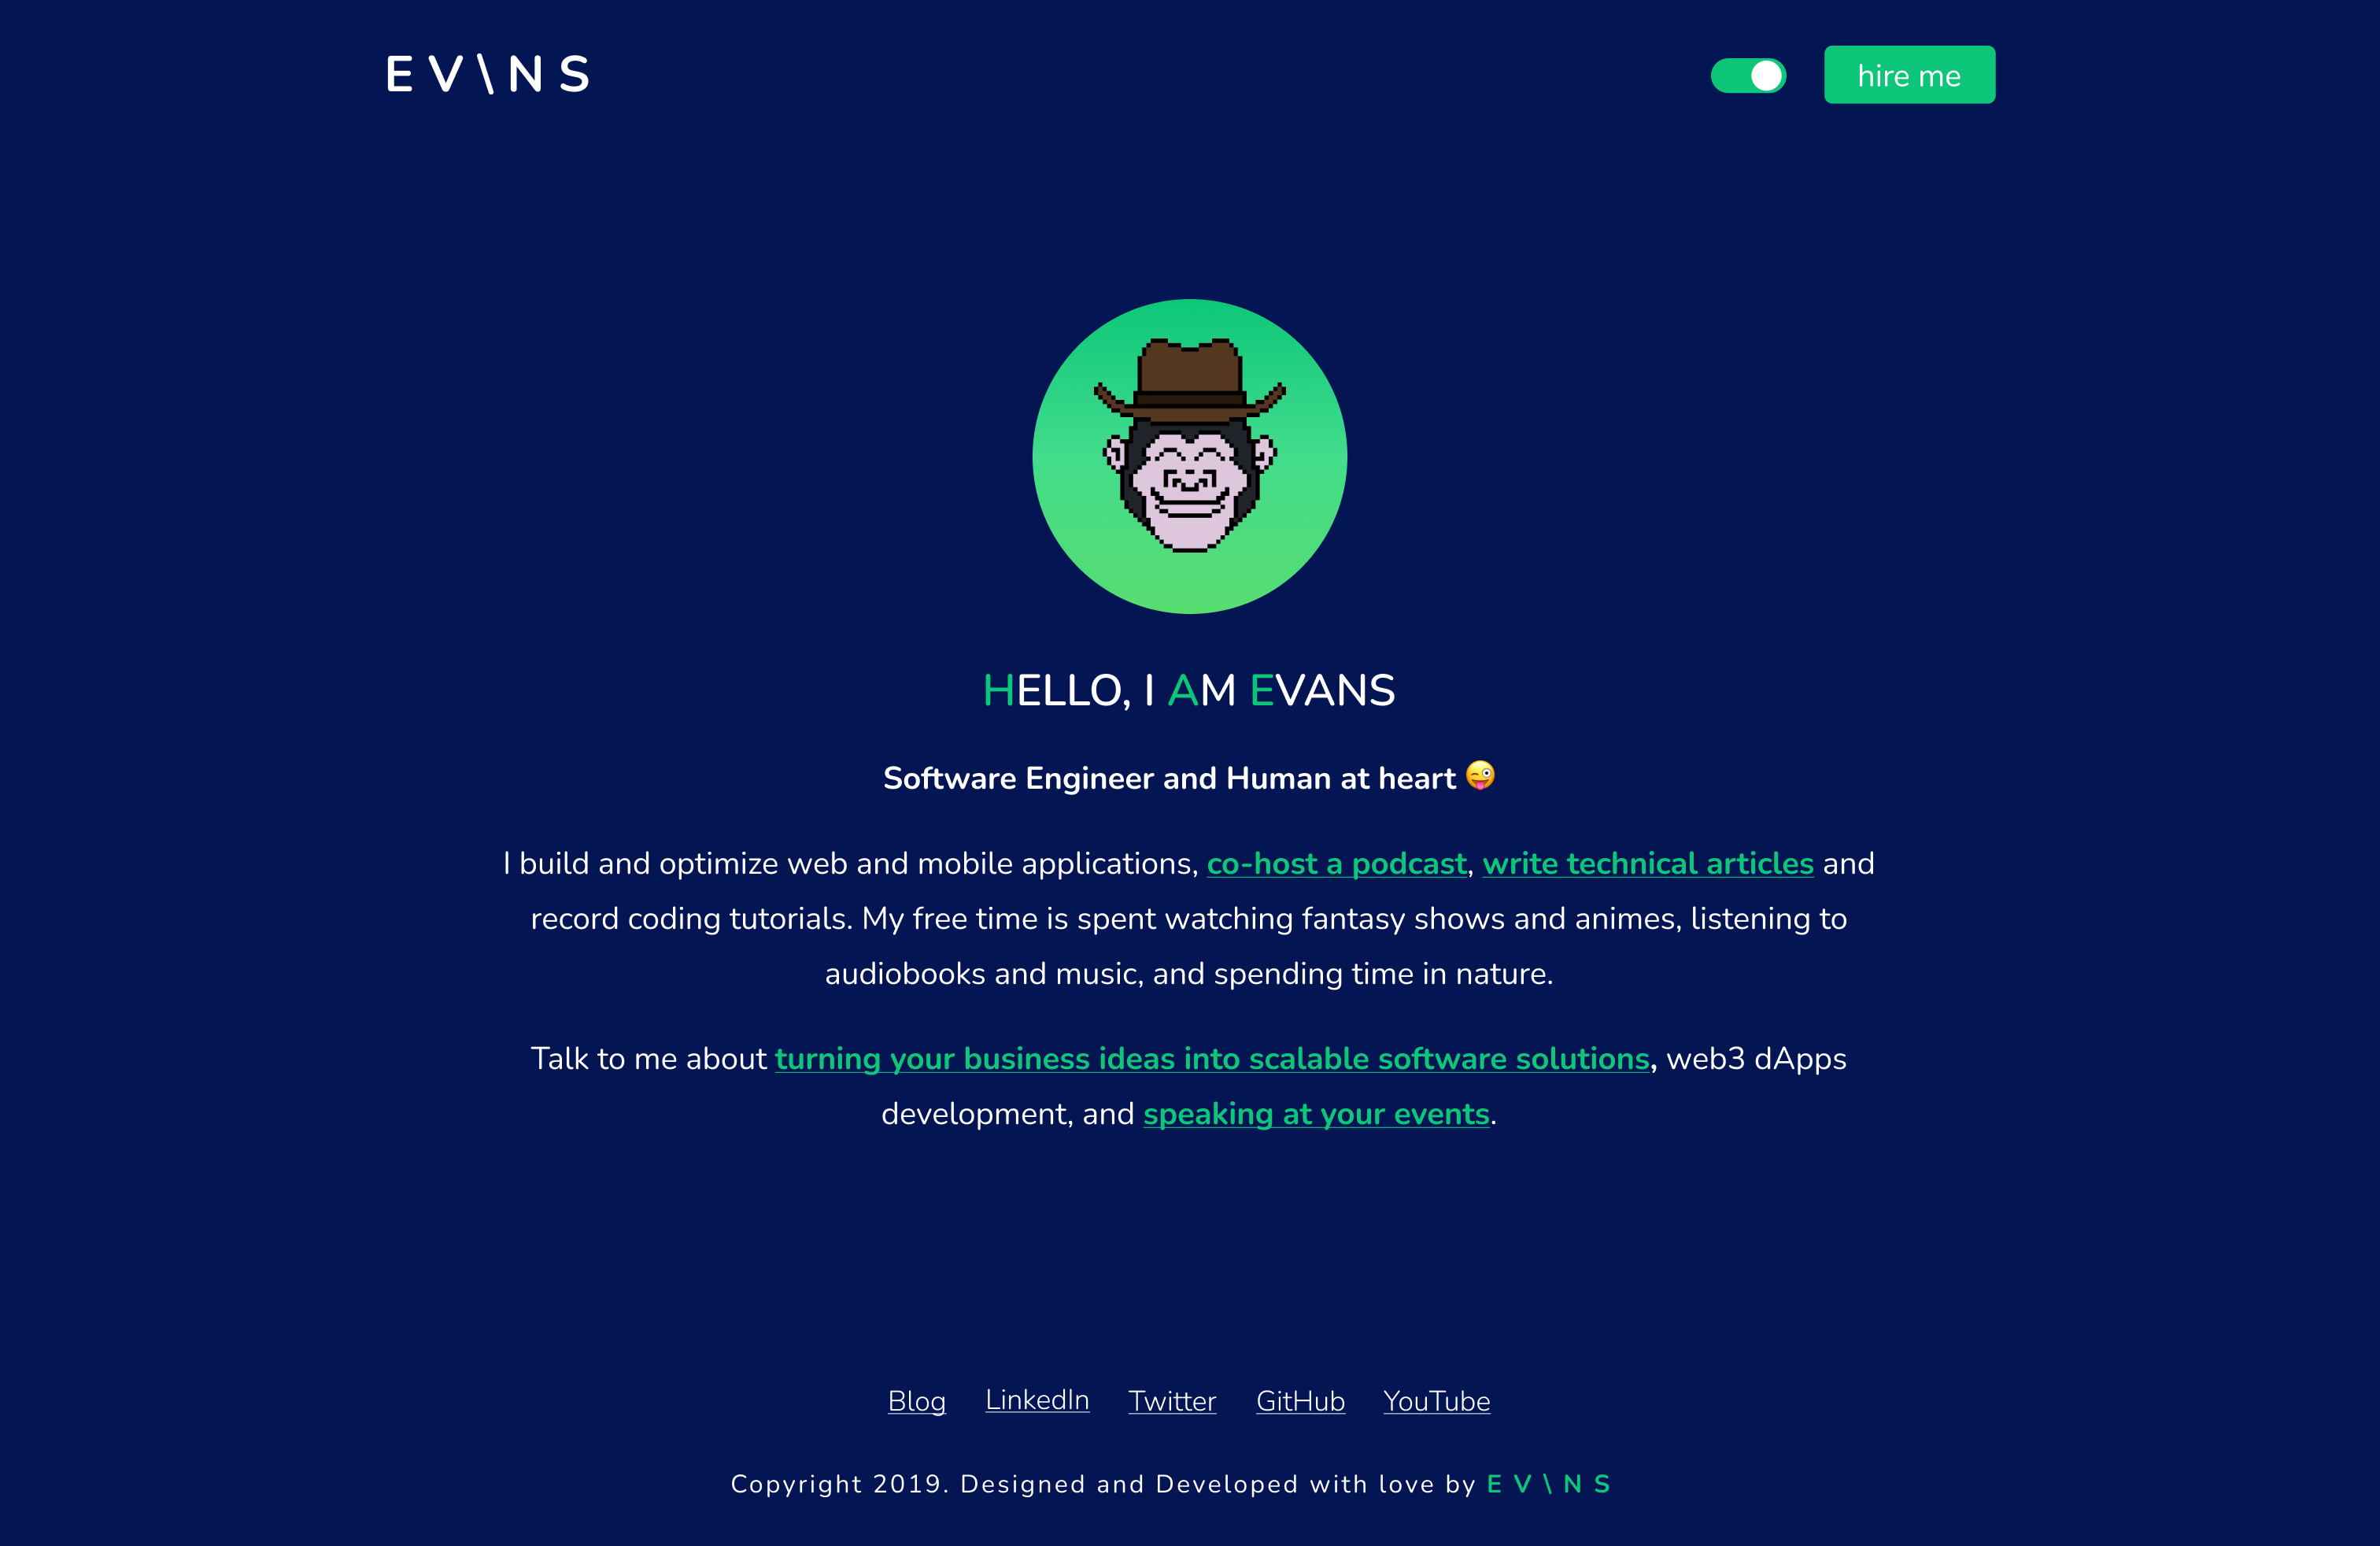 E V \ N S
hire me
HELLO, I AM EVANS
Software Engineer and Human at heart 😜
I build and optimize web and mobile applications, co-host a podcast, write technical articles and
record coding tutorials. My free time is spent watching fantasy shows and animes, listening to
audiobooks and music, and spending time in nature.
Talk to me about turning your business ideas into scalable software solutions, web3 dApps
development, and speaking at your events.
Blog LinkedIn Twitter GitHub YouTube
Copyright 2019. Designed and Developed with love by E V \ N S